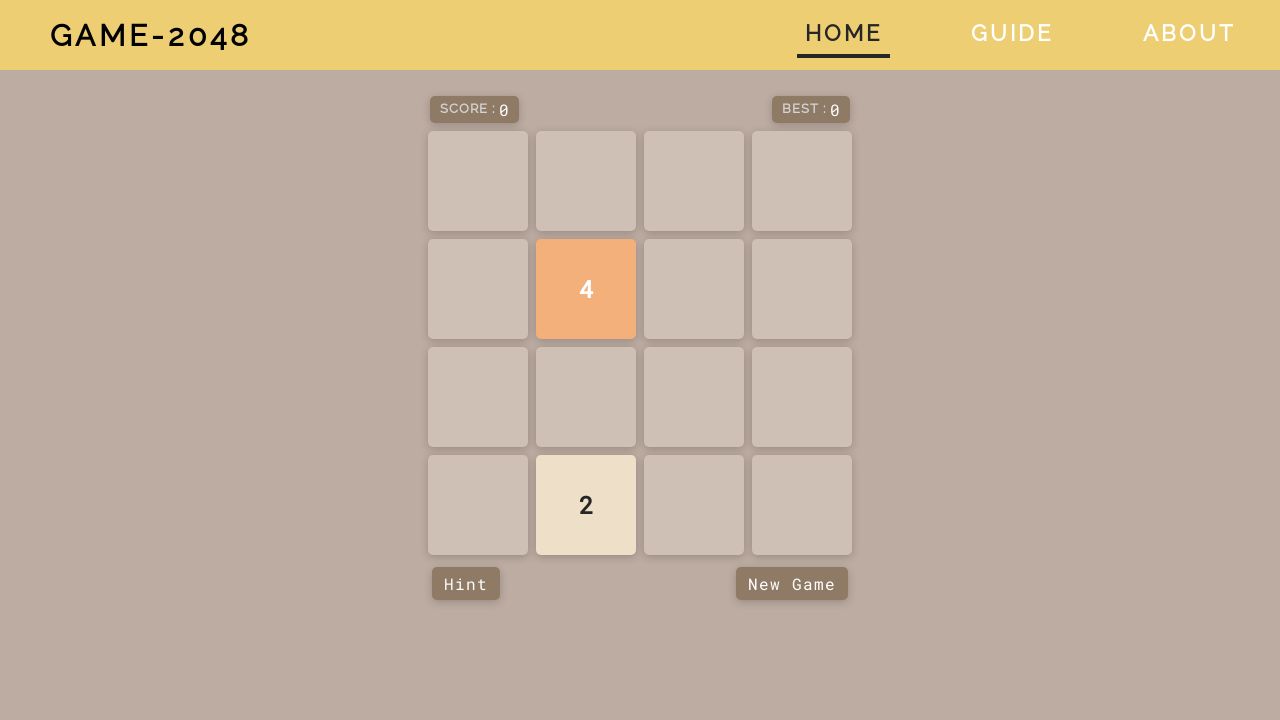 GAME-2048
HOME GUIDE ABOUT
SCORE : 0
BEST : 0
4
2
Hint
New Game